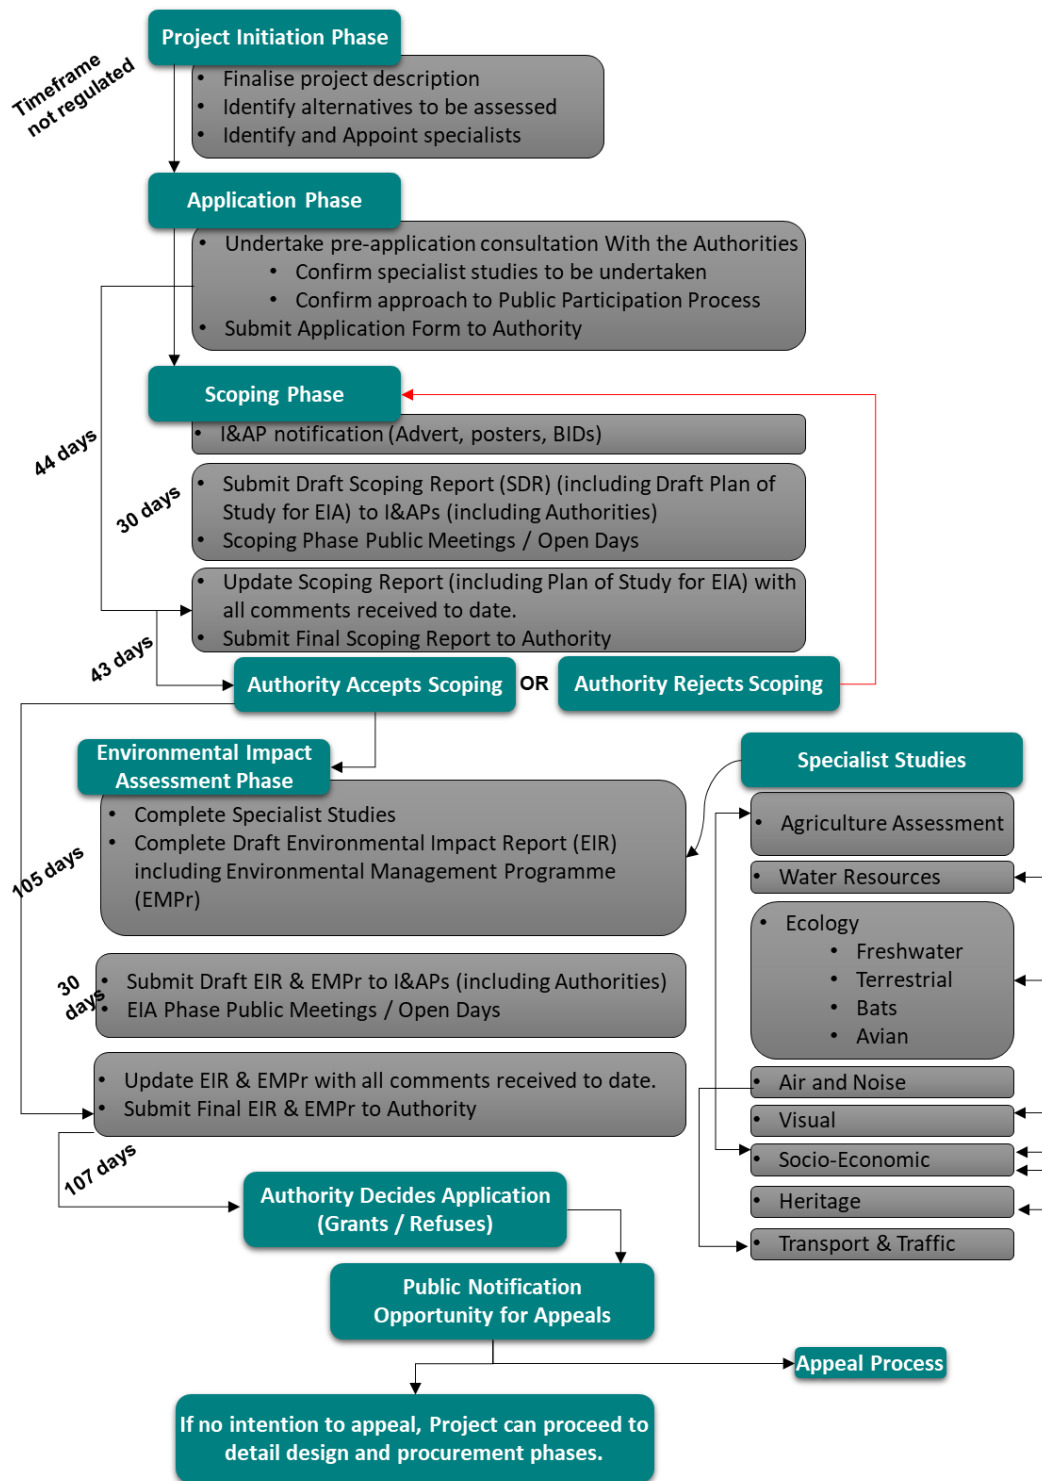 Project Initiation Phase
Timeframe
not regulated
• Finalise project description
• Identify alternatives to be assessed
• Identify and Appoint specialists
Application Phase
• Undertake pre-application consultation With the Authorities
• Confirm specialist studies to be undertaken
• Confirm approach to Public Participation Process
• Submit Application Form to Authority
Scoping Phase
44 days
• I&AP notification (Advert, posters, BIDs)
30 days
• Submit Draft Scoping Report (SDR) (including Draft Plan of
Study for EIA) to I&APs (including Authorities)
• Scoping Phase Public Meetings / Open Days
• Update Scoping Report (including Plan of Study for EIA) with
all comments received to date.
• Submit Final Scoping Report to Authority
43 days
Authority Accepts Scoping
OR
Authority Rejects Scoping
Environmental Impact
Assessment Phase
105 days
• Complete Specialist Studies
• Complete Draft Environmental Impact Report (EIR)
including Environmental Management Programme
(EMPr)
30
days
• Submit Draft EIR & EMPr to I&APs (including Authorities)
• EIA Phase Public Meetings / Open Days
• Update EIR & EMPr with all comments received to date.
• Submit Final EIR & EMPr to Authority
107 days
Specialist Studies
• Agriculture Assessment
• Water Resources
• Ecology
• Freshwater
• Terrestrial
• Bats
• Avian
• Air and Noise
• Visual
• Socio-Economic
• Heritage
• Transport & Traffic
Authority Decides Application
(Grants / Refuses)
Public Notification
Opportunity for Appeals
Appeal Process
If no intention to appeal, Project can proceed to
detail design and procurement phases.